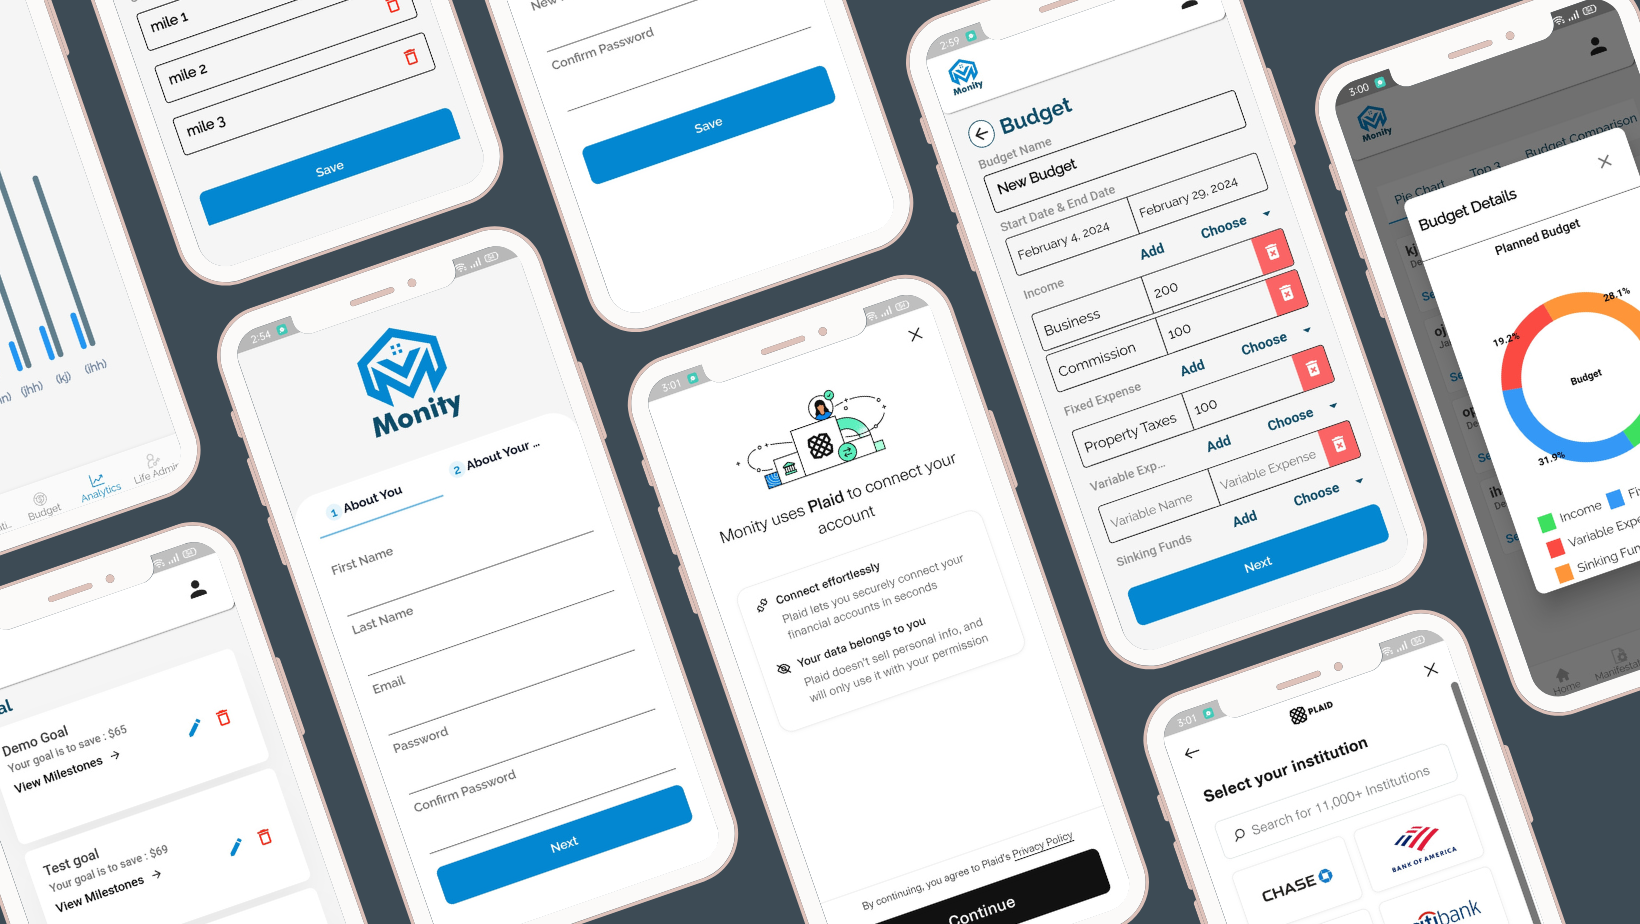 mile 1
mile 2
mile 3
Save
Confirm Password
Save
(jhh)
(kj)
(ihh)
Budget
Analytics
Life Admin
Demo Goal
Your goal is to save : $65
View Milestones →
Test goal
Your goal is to save : $69
View Milestones →
2:54
Monity
1 About You
2 About Your ...
First Name
Last Name
Email
Password
Confirm Password
Next
3:01
Monity uses Plaid to connect your
account
Connect effortlessly
Plaid lets you securely connect your
financial accounts in seconds
Your data belongs to you
Plaid doesn't sell personal info, and
will only use it with your permission
By continuing, you agree to Plaid's Privacy Policy
Continue
2:59
Monity
Budget
Budget Name
New Budget
Start Date & End Date
February 4, 2024
February 29, 2024
Add
Choose
Income
Business
200
Commission
100
Add
Choose
Fixed Expense
Property Taxes
100
Add
Choose
Variable Exp...
Variable Name
Variable Expense
Add
Choose
Sinking Funds
Next
3:00
Monity
Pie Chart
Top 3
Budget Comparison
Budget Details
Planned Budget
28.1%
19.2%
31.9%
Budget
Income
Variable Expe
Sinking Fun
Home
3:01
PLAID
Select your institution
Search for 11,000+ Institutions
CHASE
BANK OF AMERICA
citibank